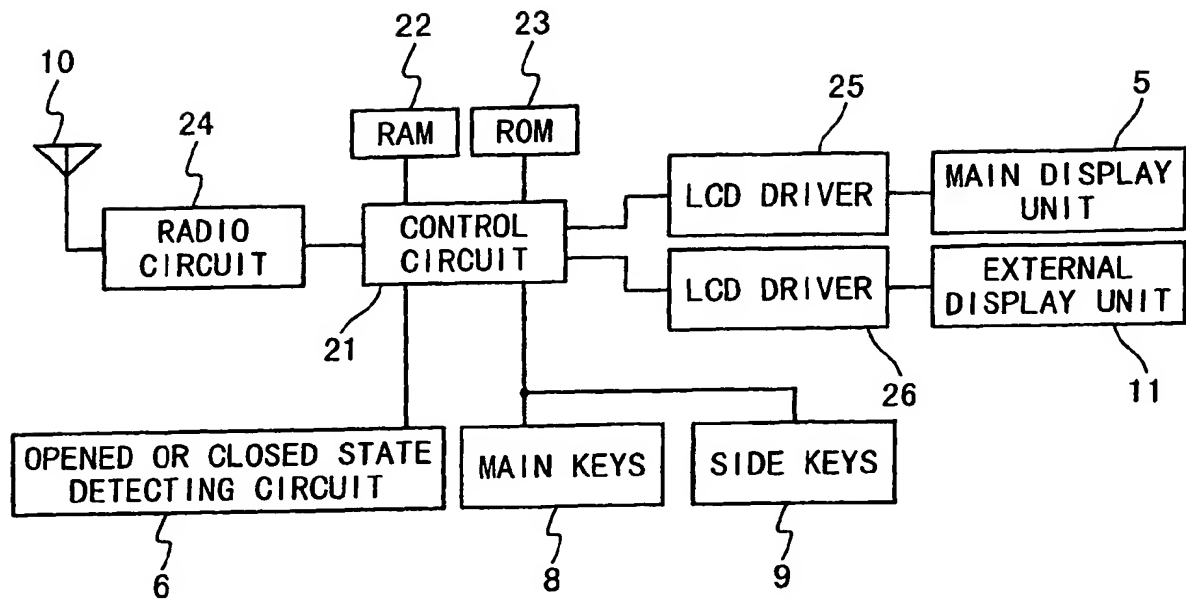 22
23
10
24
25
5
RAM
ROM
LCD DRIVER
MAIN DISPLAY
UNIT
RADIO
CIRCUIT
CONTROL
CIRCUIT
LCD DRIVER
EXTERNAL
DISPLAY UNIT
21
26
11
OPENED OR CLOSED STATE
DETECTING CIRCUIT
MAIN KEYS
SIDE KEYS
6
8
9